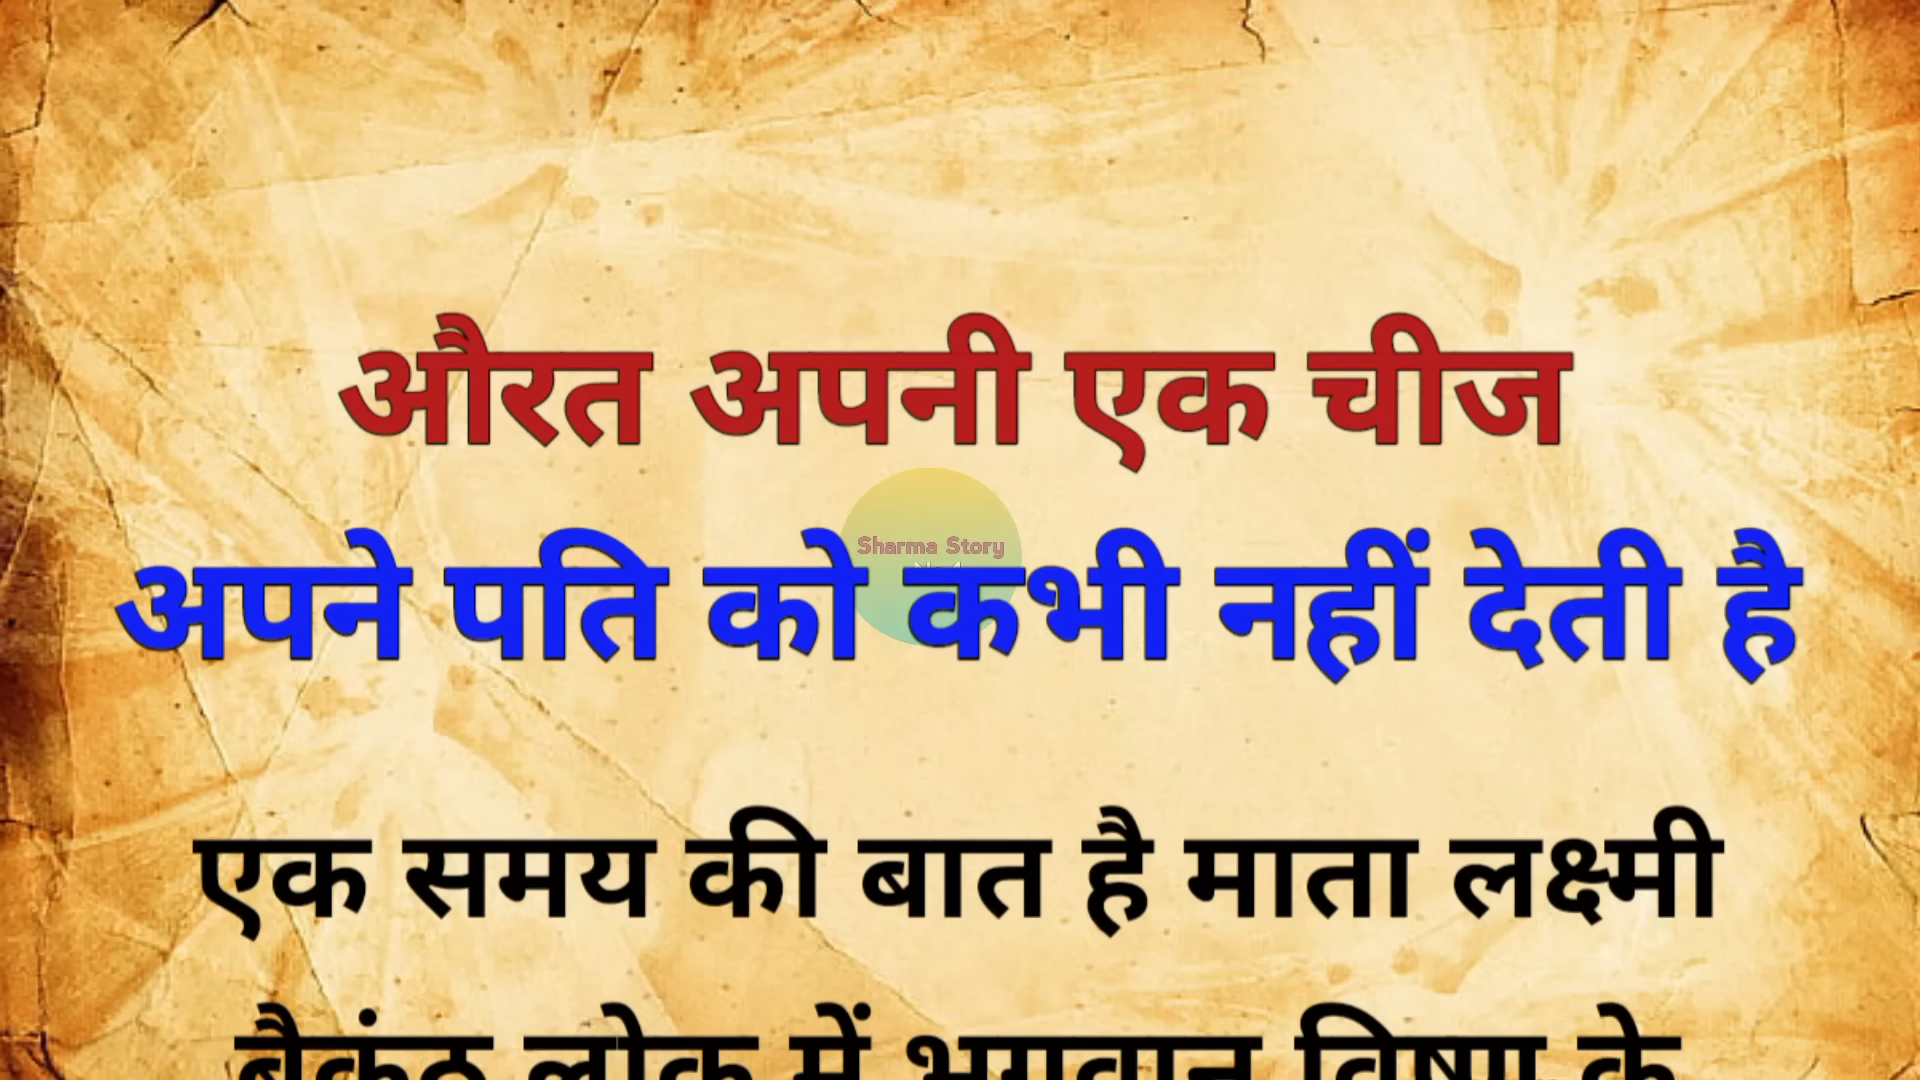 औरत अपनी एक चीज
Sharma Story
अपने पति को कभी नहीं देती है
एक समय की बात है माता लक्ष्मी
बैकुंठ लोक में भगवान विष्णु के